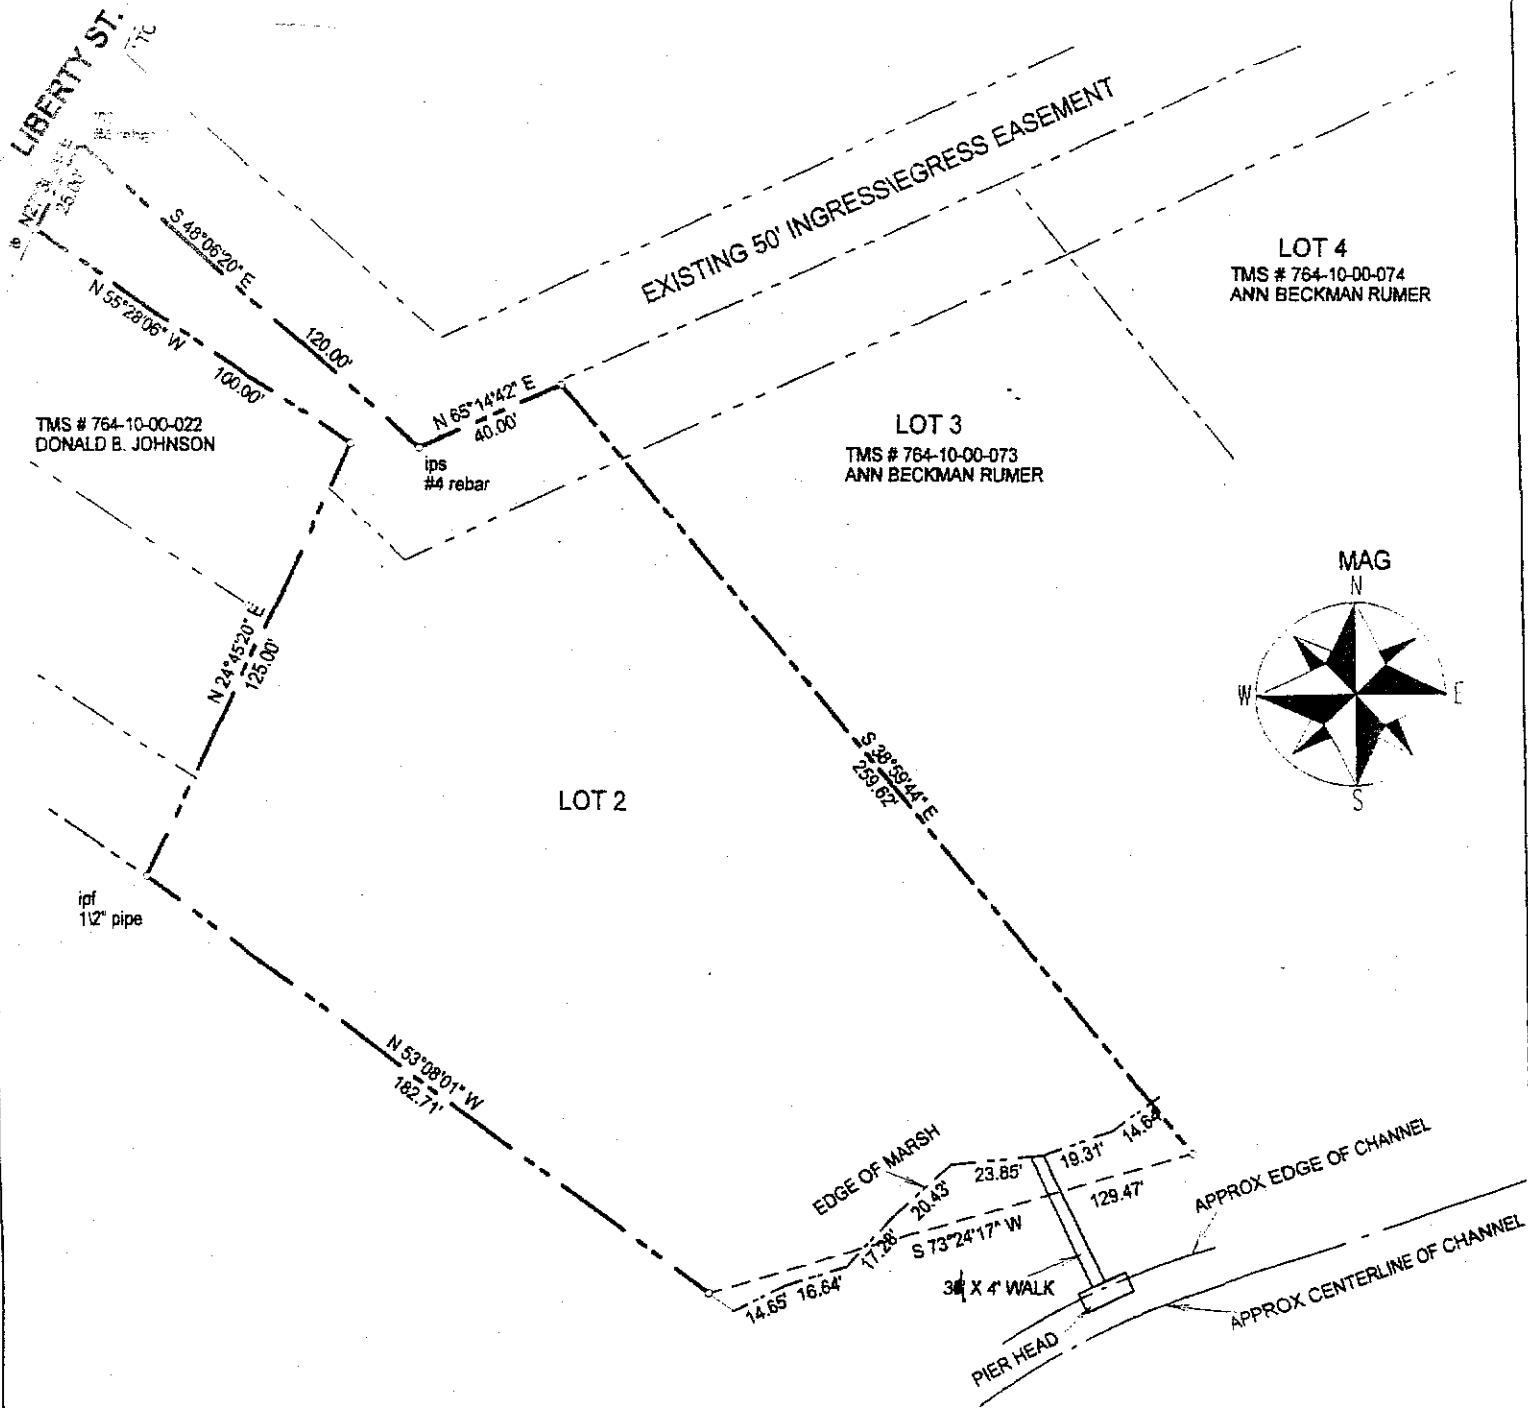 LIBERTY ST.
25.00'
S 48°06'20" E
120.00'
N 55°28'06" W
100.00'
EXISTING 50' INGRESS\EGRESS EASEMENT
LOT 4
TMS # 764-10-00-074
ANN BECKMAN RUMER
N 65°14'42" E
40.00'
ips
#4 rebar
TMS # 764-10-00-022
DONALD B. JOHNSON
LOT 3
TMS # 764-10-00-073
ANN BECKMAN RUMER
MAG
N
W
E
S
N 24°45'20" E
125.00'
S 38°59'44" E
259.62'
LOT 2
ipf
1\2" pipe
N 53°08'01" W
182.71'
EDGE OF MARSH
14.65'
16.64'
17.28'
20.43'
23.85'
19.31'
14.64'
S 73°24'17" W
129.47'
X 4' WALK
PIER HEAD
APPROX EDGE OF CHANNEL
APPROX CENTERLINE OF CHANNEL